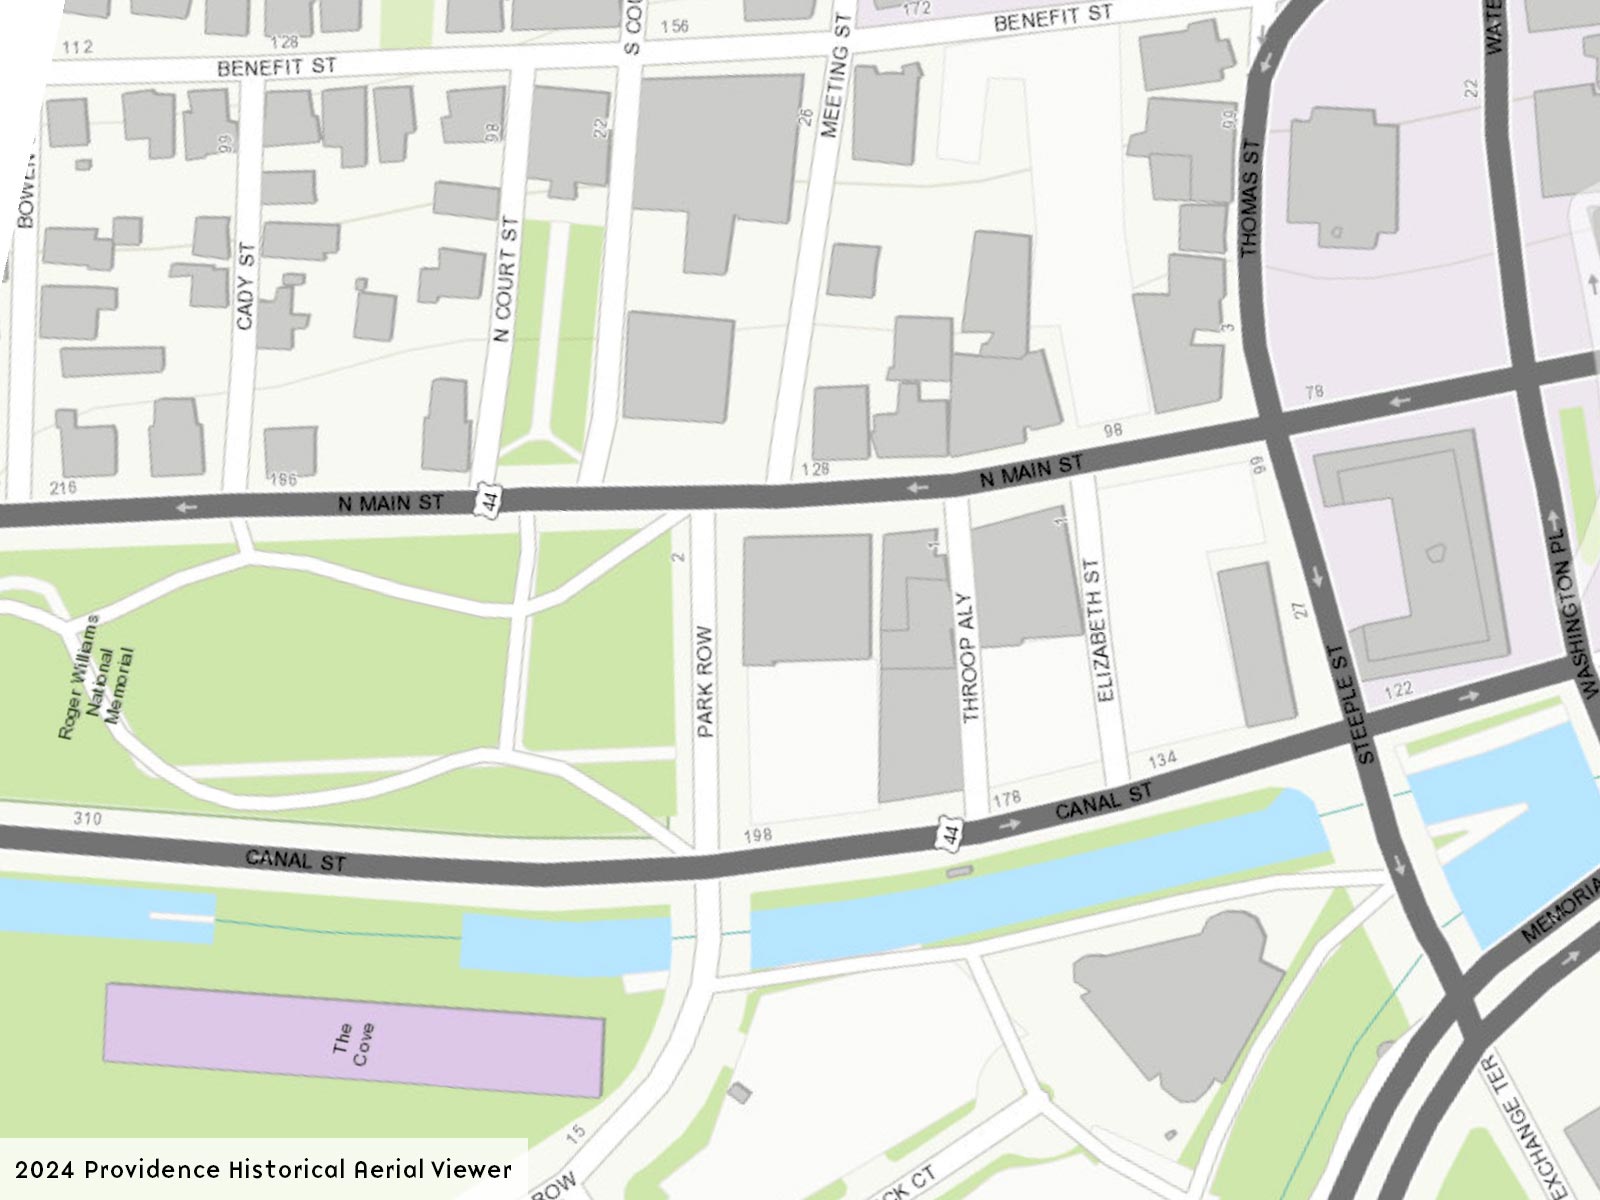 172
BENEFIT ST
S COU
156
WATE
112
128
BENEFIT ST
MEETING ST
22
26
22
98
99
99
BOWEN
THOMAS ST
CADY ST
N COURT ST
3
78
98
128
N MAIN ST
99
216
186
N MAIN ST
44
1
1
2
27
WASHINGTON PL
ELIZABETH ST
THROOP ALY
PARK ROW
Roger Williams
National
Memorial
STEEPLE ST
122
134
178
CANAL ST
198
44
310
CANAL ST
MEMORIA
The
Cove
EXCHANGE TER
15
ROW
CK CT
2024 Providence Historical Aerial Viewer